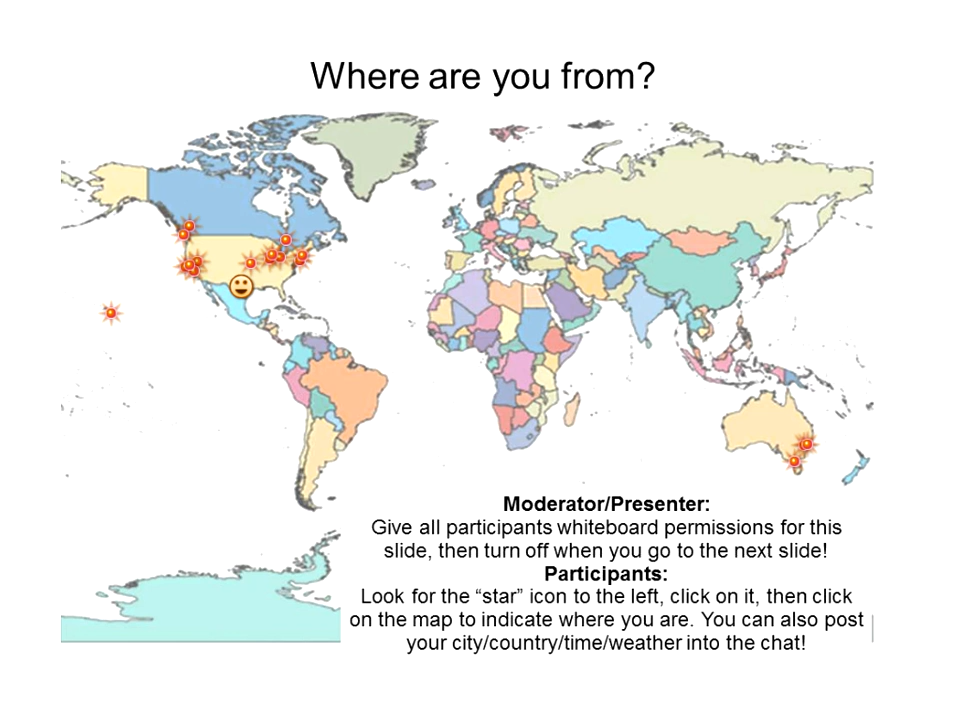 Where are you from?
Moderator/Presenter:
Give all participants whiteboard permissions for this
slide, then turn off when you go to the next slide!
Participants:
Look for the “star” icon to the left, click on it, then click
on the map to indicate where you are. You can also post
your city/country/time/weather into the chat!